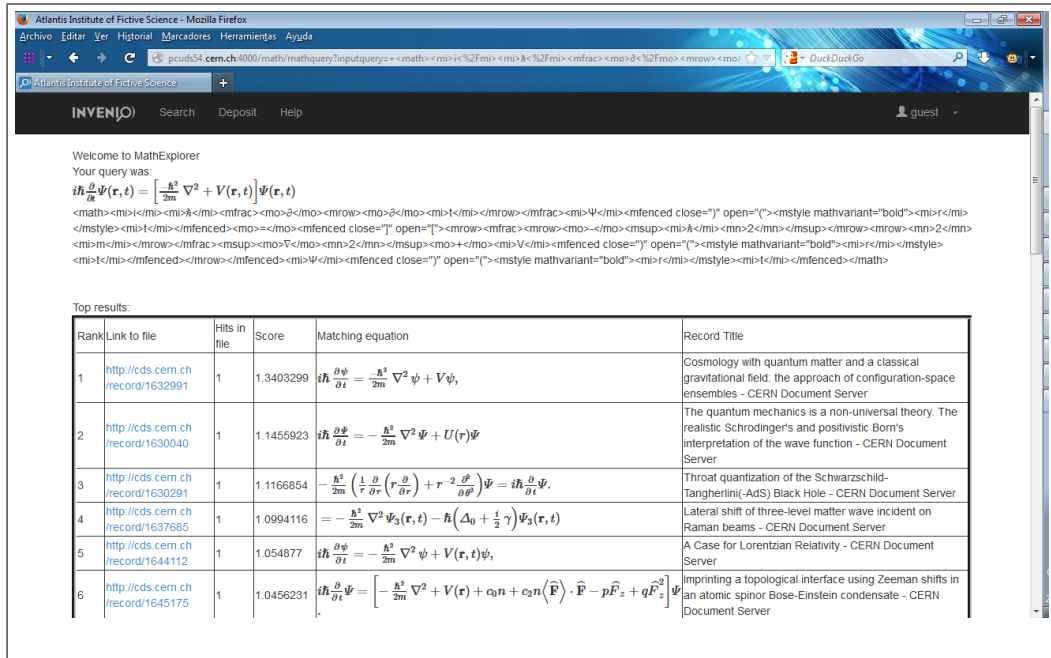 Atlantis Institute of Fictive Science - Mozilla Firefox
Archivo Editar Ver Historial Marcadores Herramientas Ayuda
pcuds54.cern.ch:4000/math/mathquery?inputquery=+<math><mi>i<%2Fmi><mi>ℏ<%2Fmi><mfrac><mo>∂<%2Fmo><mrow><mo>
DuckDuckGo
Atlantis Institute of Fictive Science
INVENIO Search Deposit Help guest
Welcome to MathExplorer
Your query was:
iℏ ∂/∂t Ψ(r, t) = [−ℏ²/2m ∇² + V(r, t)] Ψ(r, t)
<math><mi>i</mi><mi>ℏ</mi><mfrac><mo>∂</mo><mrow><mo>∂</mo><mi>t</mi></mrow></mfrac><mi>Ψ</mi><mfenced close=")" open="("><mstyle mathvariant="bold"><mi>r</mi>
</mstyle><mi>t</mi></mfenced><mo>=</mo><mfenced close="]" open="["><mrow><mfrac><mrow><mo>-</mo><msup><mi>ℏ</mi><mn>2</mn></msup></mrow><mrow><mn>2</mn>
<mi>m</mi></mrow></mfrac><msup><mo>∇</mo><mn>2</mn></msup><mo>+</mo><mi>V</mi><mfenced close=")" open="("><mstyle mathvariant="bold"><mi>r</mi></mstyle>
<mi>t</mi></mfenced></mrow></mfenced><mi>Ψ</mi><mfenced close=")" open="("><mstyle mathvariant="bold"><mi>r</mi></mstyle><mi>t</mi></mfenced></math>
Top results:
Rank Link to file Hits in file Score Matching equation Record Title
1 http://cds.cern.ch/record/1632991 1 1.3403299 iℏ ∂ψ/∂t = −ℏ²/2m ∇² ψ + Vψ, Cosmology with quantum matter and a classical
gravitational field: the approach of configuration-space
ensembles - CERN Document Server
2 http://cds.cern.ch/record/1630040 1 1.1455923 iℏ ∂Ψ/∂t = − ℏ²/2m ∇² Ψ + U(r)Ψ The quantum mechanics is a non-universal theory. The
realistic Schrodinger's and positivistic Born's
interpretation of the wave function - CERN Document
Server
3 http://cds.cern.ch/record/1630291 1 1.1166854 − ℏ²/2m (1/r ∂/∂r (r ∂/∂r) + r⁻² ∂²/∂θ²) Ψ = iℏ ∂/∂t Ψ. Throat quantization of the Schwarzschild-
Tangherlini(-AdS) Black Hole - CERN Document Server
4 http://cds.cern.ch/record/1637685 1 1.0994116 = − ℏ²/2m ∇² Ψ₃(r, t) − ℏ(Δ₀ + i/2 γ) Ψ₃(r, t) Lateral shift of three-level matter wave incident on
Raman beams - CERN Document Server
5 http://cds.cern.ch/record/1644112 1 1.054877 iℏ ∂ψ/∂t = − ℏ²/2m ∇² ψ + V(r, t)ψ, A Case for Lorentzian Relativity - CERN Document
Server
6 http://cds.cern.ch/record/1645175 1 1.0456231 iℏ ∂/∂t Ψ = [− ℏ²/2m ∇² + V(r) + c₀n + c₂n⟨F̂⟩ · F̂ − pF̂_z + qF̂_z²] Ψ . Imprinting a topological interface using Zeeman shifts in
an atomic spinor Bose-Einstein condensate - CERN
Document Server